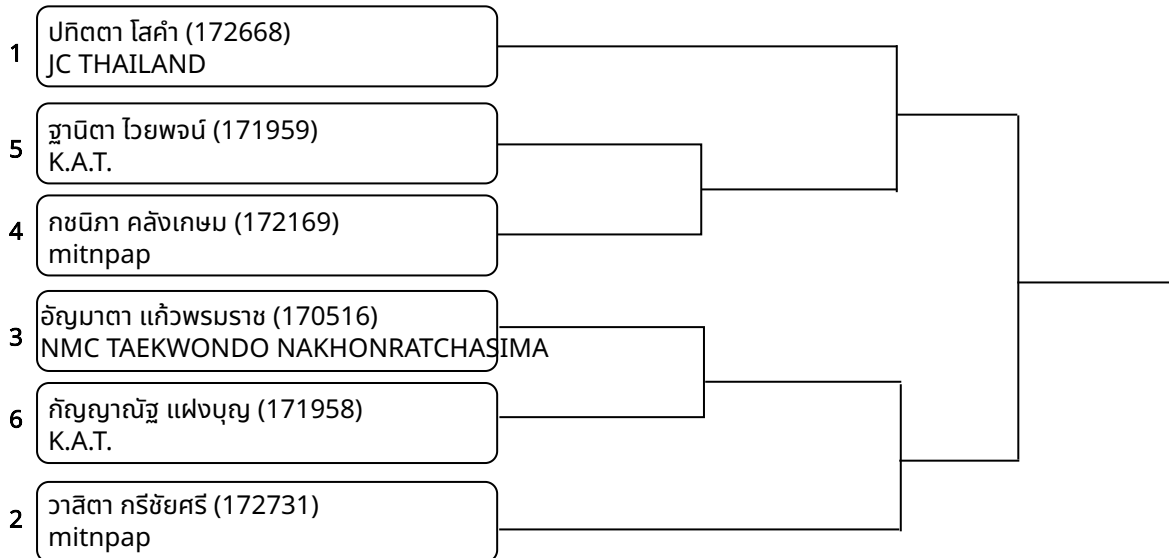 1
ปทิตตา โสคำ (172668)
JC THAILAND
5
ฐานิตา ไวยพจน์ (171959)
K.A.T.
4
กชนิภา คลังเกษม (172169)
mitnpap
3
อัญมาตา แก้วพรมราช (170516)
NMC TAEKWONDO NAKHONRATCHASIMA
6
กัญญาณัฐ แฝงบุญ (171958)
K.A.T.
2
วาสิตา กรีชัยศรี (172731)
mitnpap